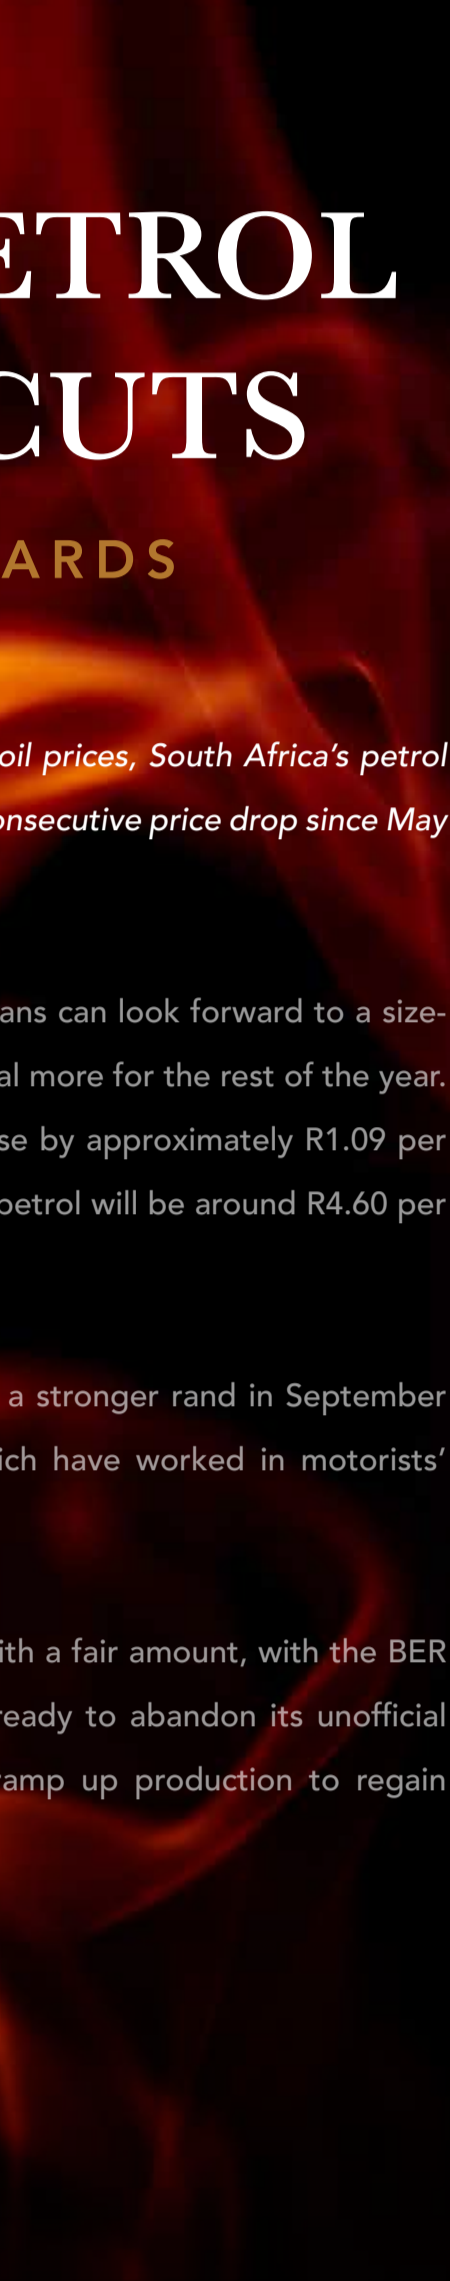 ETROL
CUTS
ARDS
oil prices, South Africa’s petrol
onsecutive price drop since May
ans can look forward to a size-
al more for the rest of the year.
se by approximately R1.09 per
petrol will be around R4.60 per
a stronger rand in September
ich have worked in motorists’
ith a fair amount, with the BER
ready to abandon its unofficial
ramp up production to regain